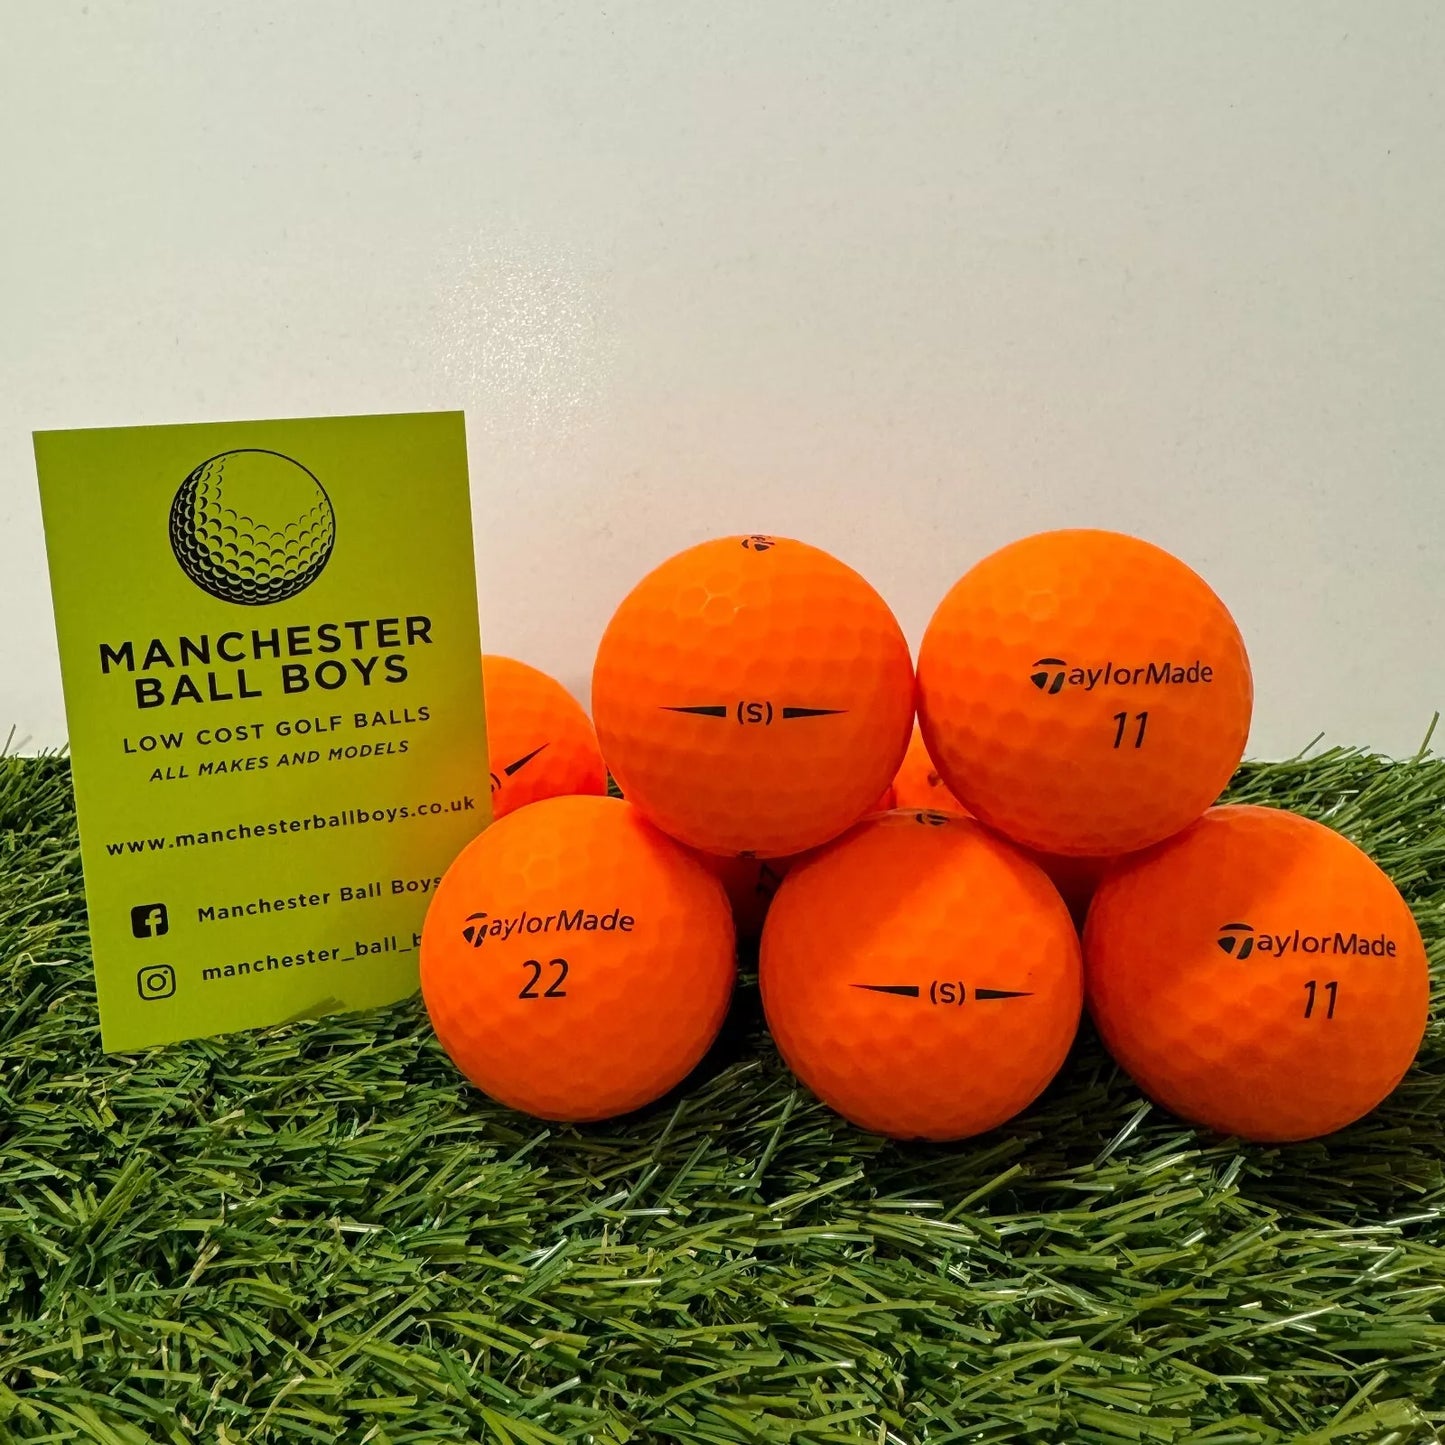 MANCHESTER
BALL BOYS
LOW COST GOLF BALLS
ALL MAKES AND MODELS
www.manchesterballboys.co.uk
Manchester Ball Boys
manchester_ball_b
(S)
TaylorMade
11
TaylorMade
22
(S)
TaylorMade
11